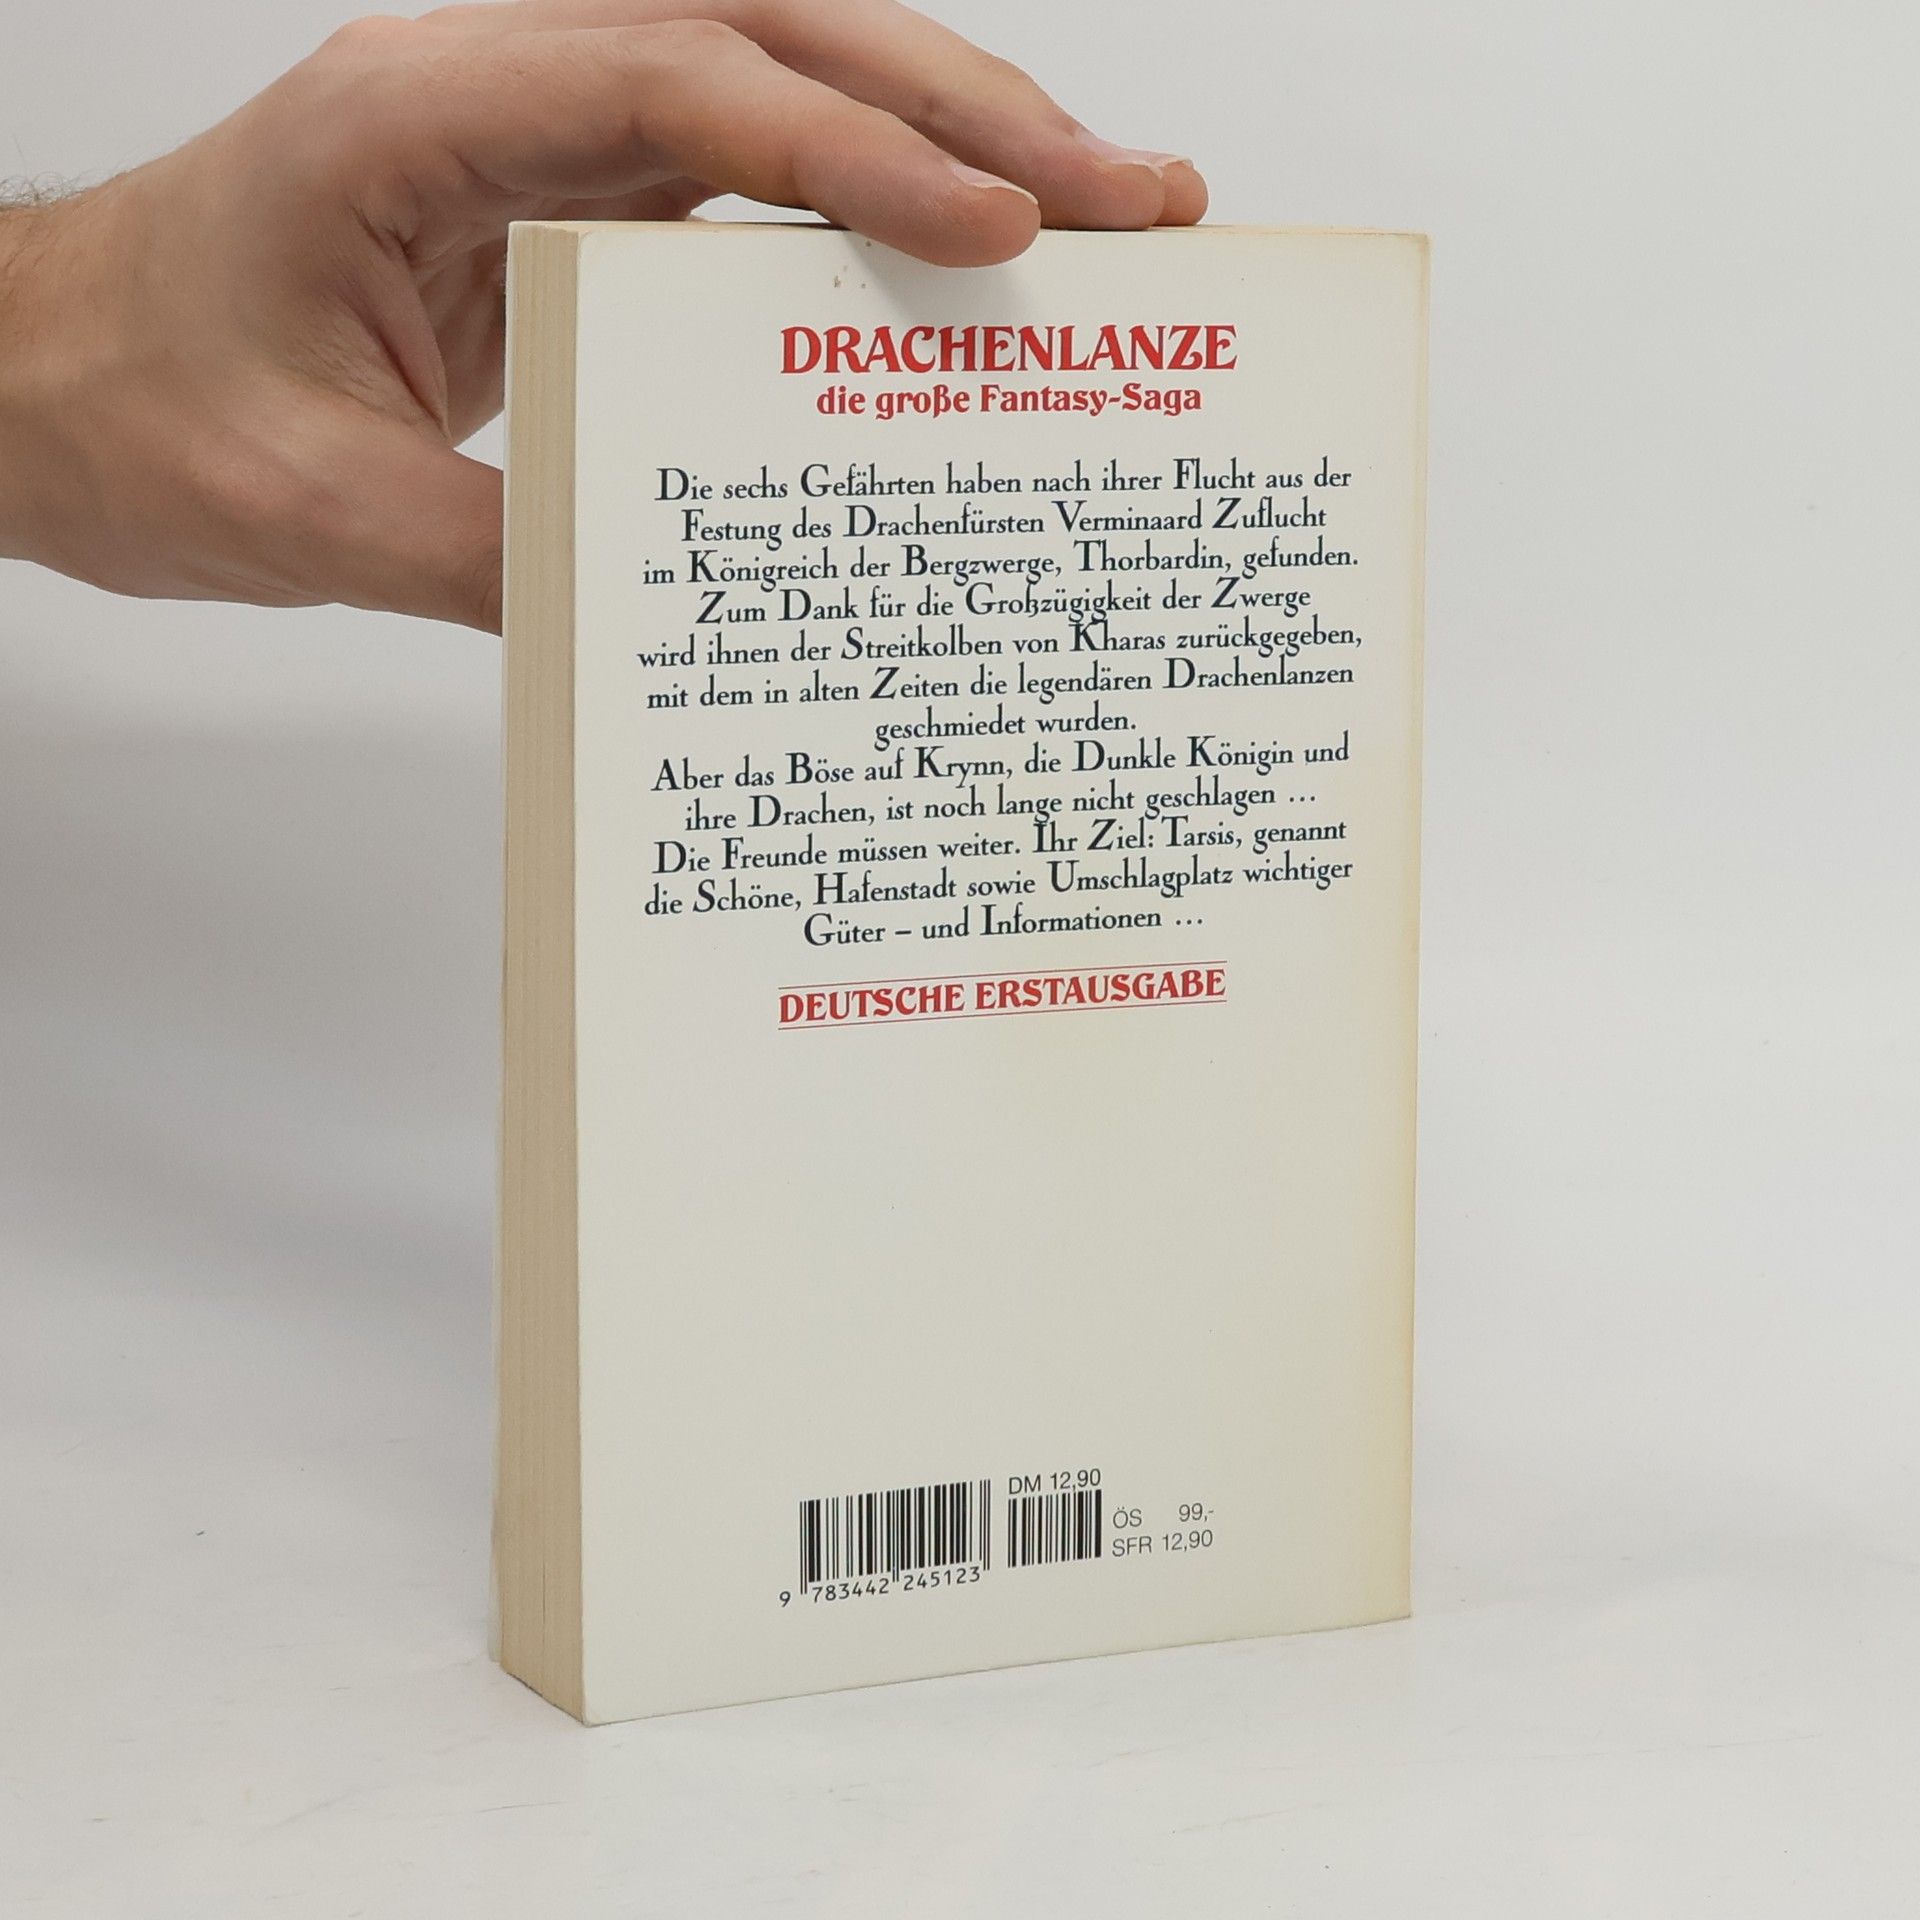 DRACHENLANZE
die große Fantasy-Saga
Die sechs Gefährten haben nach ihrer Flucht aus der
Festung des Drachenfürsten Verminaard Zuflucht
im Königreich der Bergzwerge, Thorbardin, gefunden.
Zum Dank für die Großzügigkeit der Zwerge
wird ihnen der Streitkolben von Kharas zurückgegeben,
mit dem in alten Zeiten die legendären Drachenlanzen
geschmiedet wurden.
Aber das Böse auf Krynn, die Dunkle Königin und
ihre Drachen, ist noch lange nicht geschlagen ...
Die Freunde müssen weiter. Ihr Ziel: Tarsis, genannt
die Schöne, Hafenstadt sowie Umschlagplatz wichtiger
Güter – und Informationen ...
DEUTSCHE ERSTAUSGABE
DM 12,90
ÖS 99,-
SFR 12,90
9 783442 245123